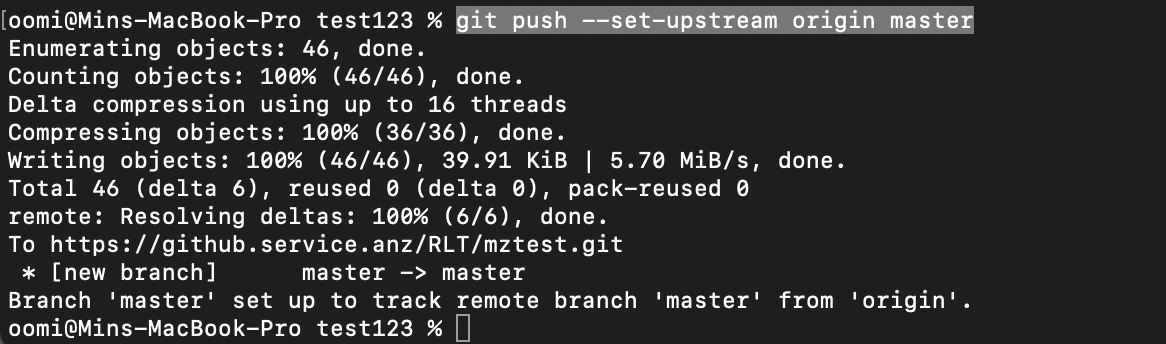 [oomi@Mins-MacBook-Pro test123 % git push --set-upstream origin master
Enumerating objects: 46, done.
Counting objects: 100% (46/46), done.
Delta compression using up to 16 threads
Compressing objects: 100% (36/36), done.
Writing objects: 100% (46/46), 39.91 KiB | 5.70 MiB/s, done.
Total 46 (delta 6), reused 0 (delta 0), pack-reused 0
remote: Resolving deltas: 100% (6/6), done.
To https://github.service.anz/RLT/mztest.git
 * [new branch]      master -> master
Branch 'master' set up to track remote branch 'master' from 'origin'.
oomi@Mins-MacBook-Pro test123 %